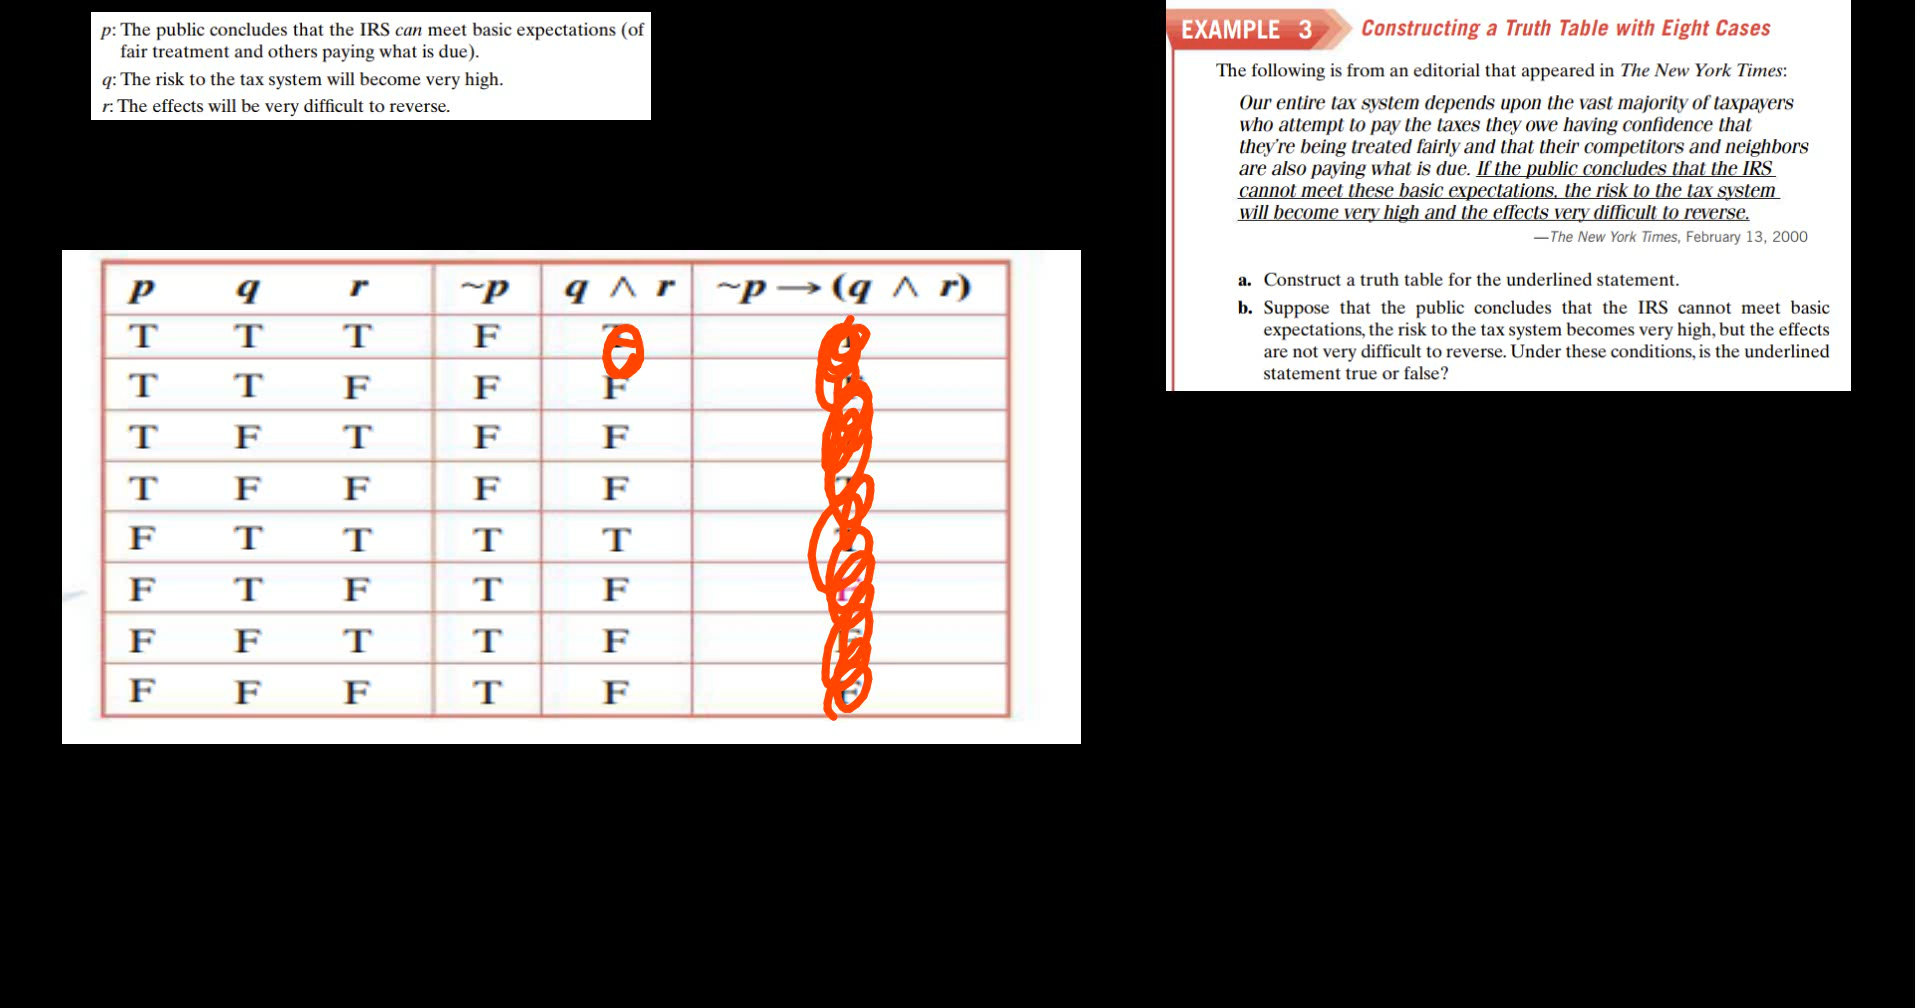 p: The public concludes that the IRS can meet basic expectations (of
fair treatment and others paying what is due).
q: The risk to the tax system will become very high.
r: The effects will be very difficult to reverse.
EXAMPLE 3 Constructing a Truth Table with Eight Cases
The following is from an editorial that appeared in The New York Times:
Our entire tax system depends upon the vast majority of taxpayers
who attempt to pay the taxes they owe having confidence that
they're being treated fairly and that their competitors and neighbors
are also paying what is due. If the public concludes that the IRS
cannot meet these basic expectations, the risk to the tax system
will become very high and the effects very difficult to reverse.
—The New York Times, February 13, 2000
a. Construct a truth table for the underlined statement.
b. Suppose that the public concludes that the IRS cannot meet basic
expectations, the risk to the tax system becomes very high, but the effects
are not very difficult to reverse. Under these conditions, is the underlined
statement true or false?
p q r ~p q ∧ r ~p → (q ∧ r)
T T T F
T T F F F
T F T F F
T F F F F
F T T T T
F T F T F
F F T T F
F F F T F